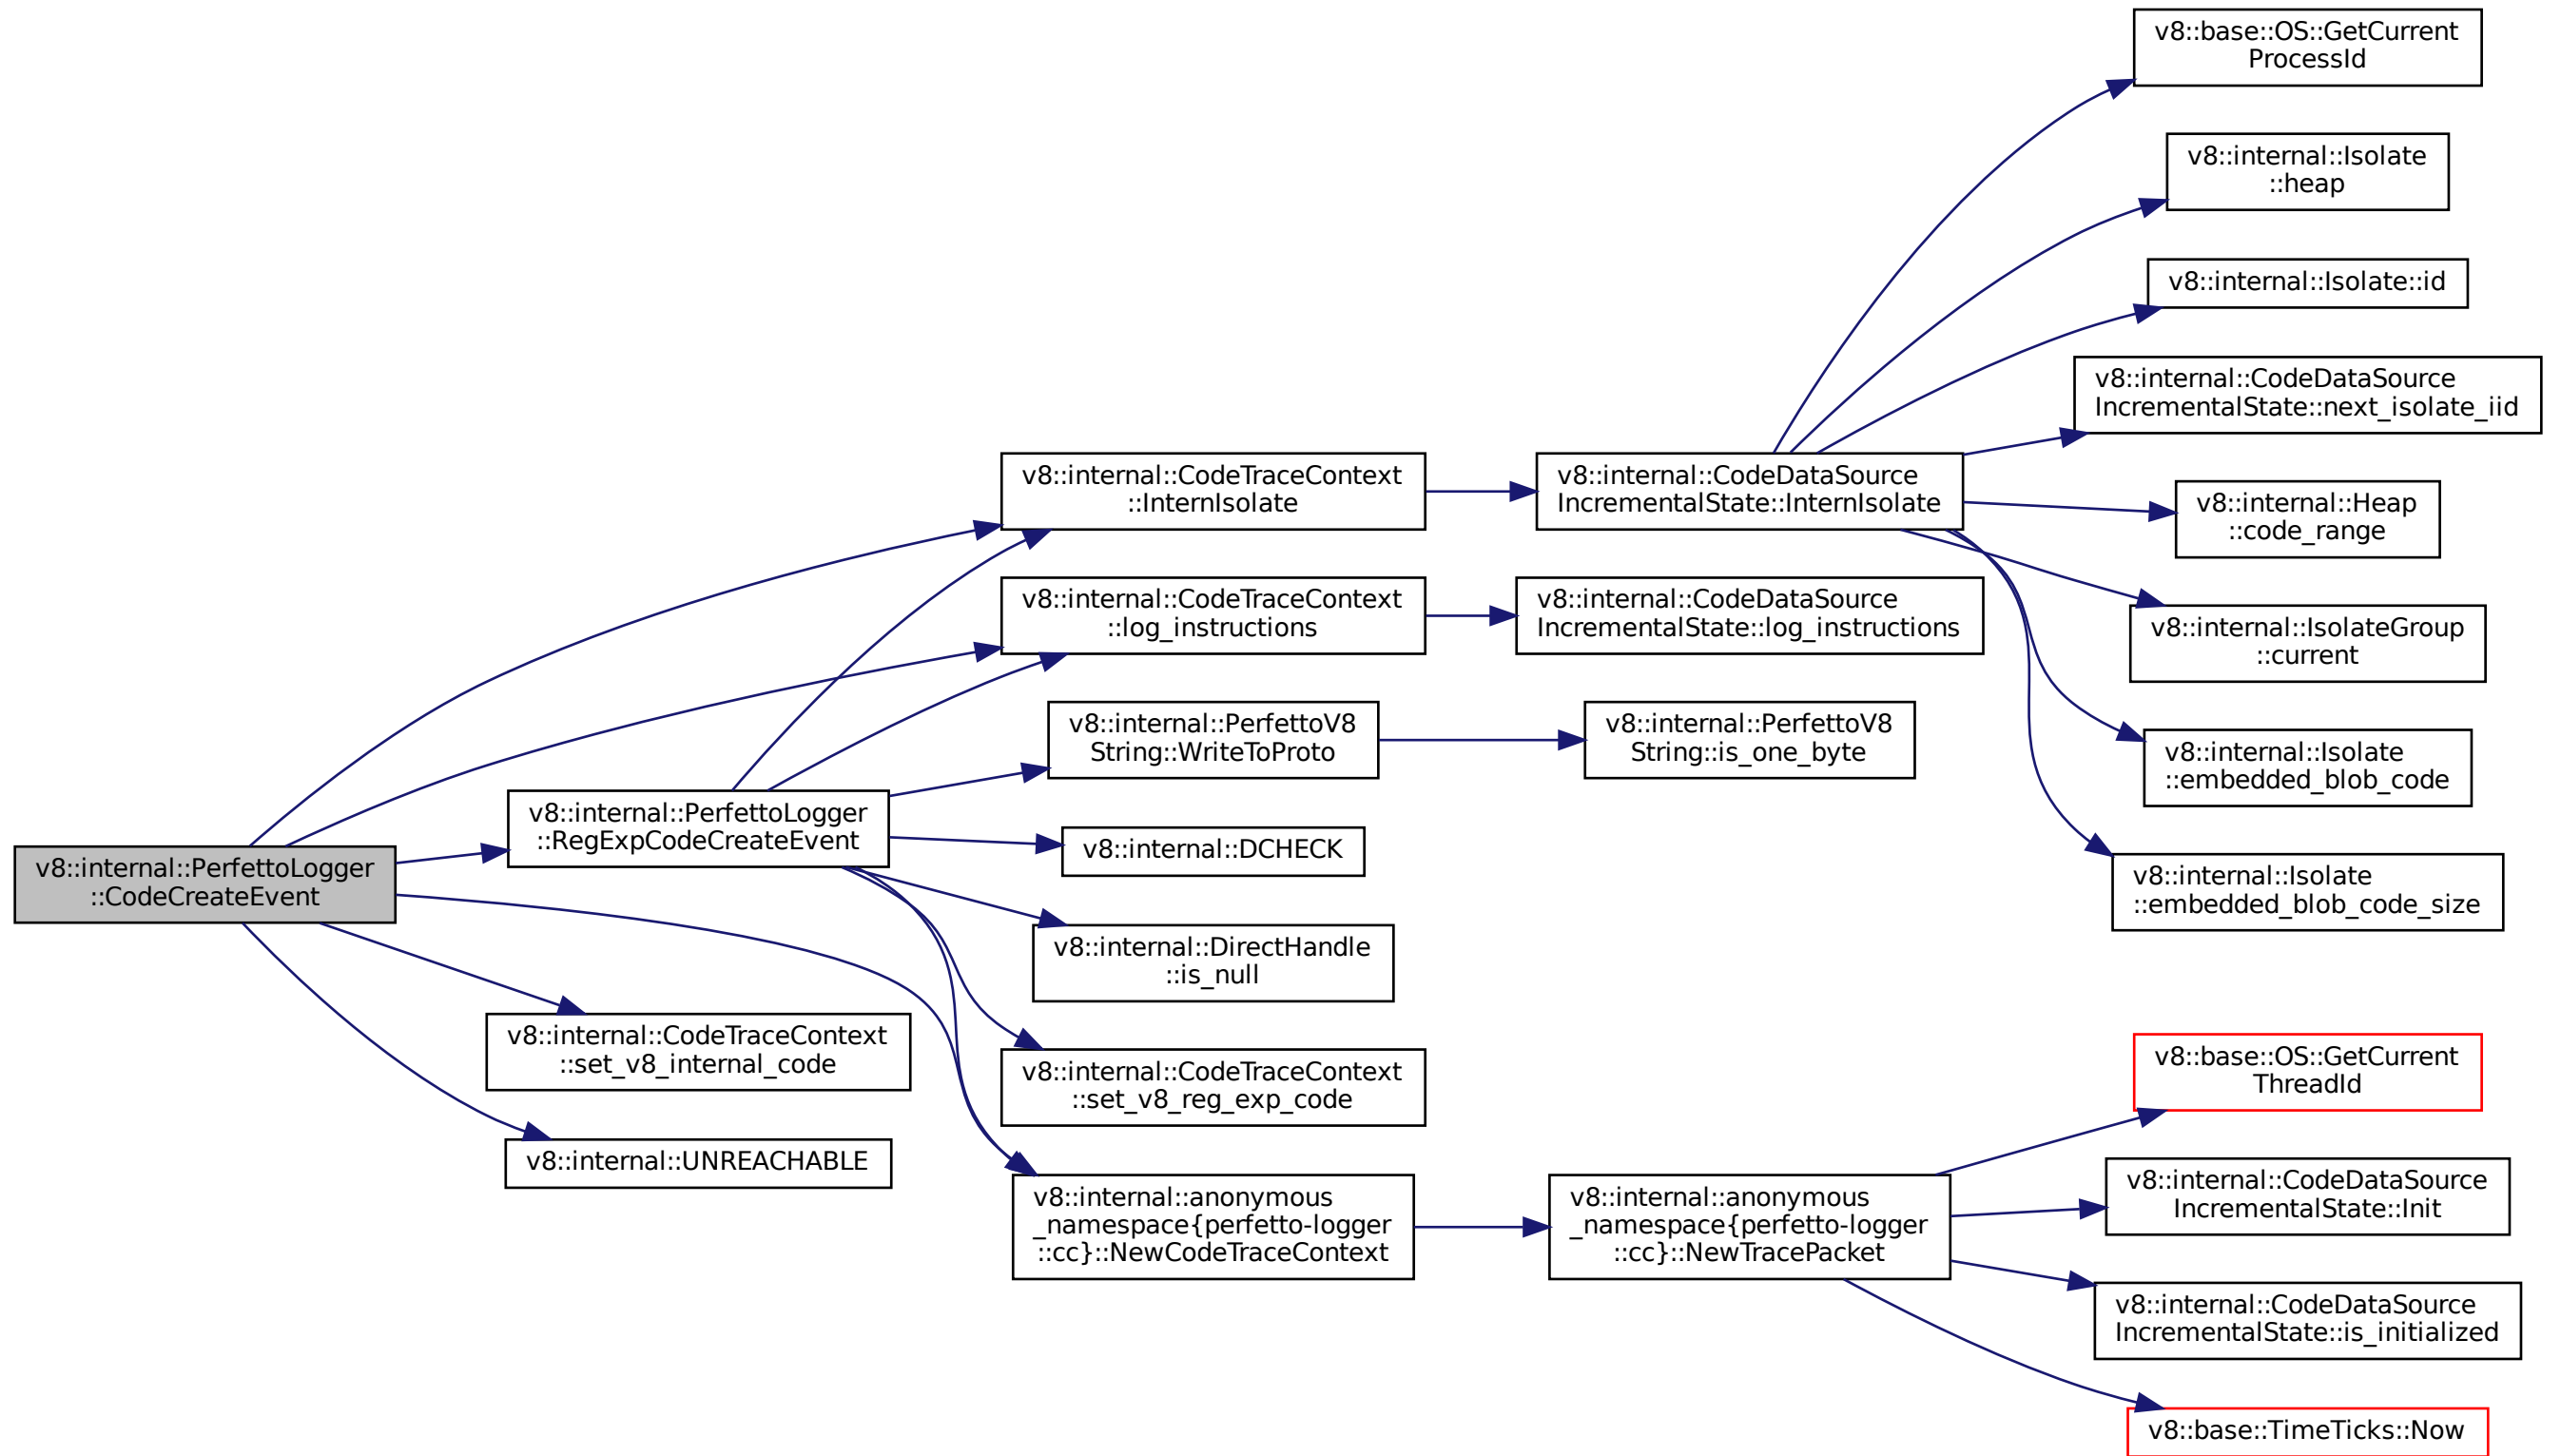 v8::base::OS::GetCurrent
ProcessId
v8::internal::Isolate
::heap
v8::internal::Isolate::id
v8::internal::CodeDataSource
IncrementalState::next_isolate_iid
v8::internal::CodeTraceContext
::InternIsolate
v8::internal::CodeDataSource
IncrementalState::InternIsolate
v8::internal::Heap
::code_range
v8::internal::CodeTraceContext
::log_instructions
v8::internal::CodeDataSource
IncrementalState::log_instructions
v8::internal::IsolateGroup
::current
v8::internal::PerfettoV8
String::WriteToProto
v8::internal::PerfettoV8
String::is_one_byte
v8::internal::Isolate
::embedded_blob_code
v8::internal::PerfettoLogger
::RegExpCodeCreateEvent
v8::internal::DCHECK
v8::internal::PerfettoLogger
::CodeCreateEvent
v8::internal::Isolate
::embedded_blob_code_size
v8::internal::DirectHandle
::is_null
v8::internal::CodeTraceContext
::set_v8_internal_code
v8::internal::CodeTraceContext
::set_v8_reg_exp_code
v8::base::OS::GetCurrent
ThreadId
v8::internal::UNREACHABLE
v8::internal::anonymous
_namespace{perfetto-logger
::cc}::NewCodeTraceContext
v8::internal::anonymous
_namespace{perfetto-logger
::cc}::NewTracePacket
v8::internal::CodeDataSource
IncrementalState::Init
v8::internal::CodeDataSource
IncrementalState::is_initialized
v8::base::TimeTicks::Now